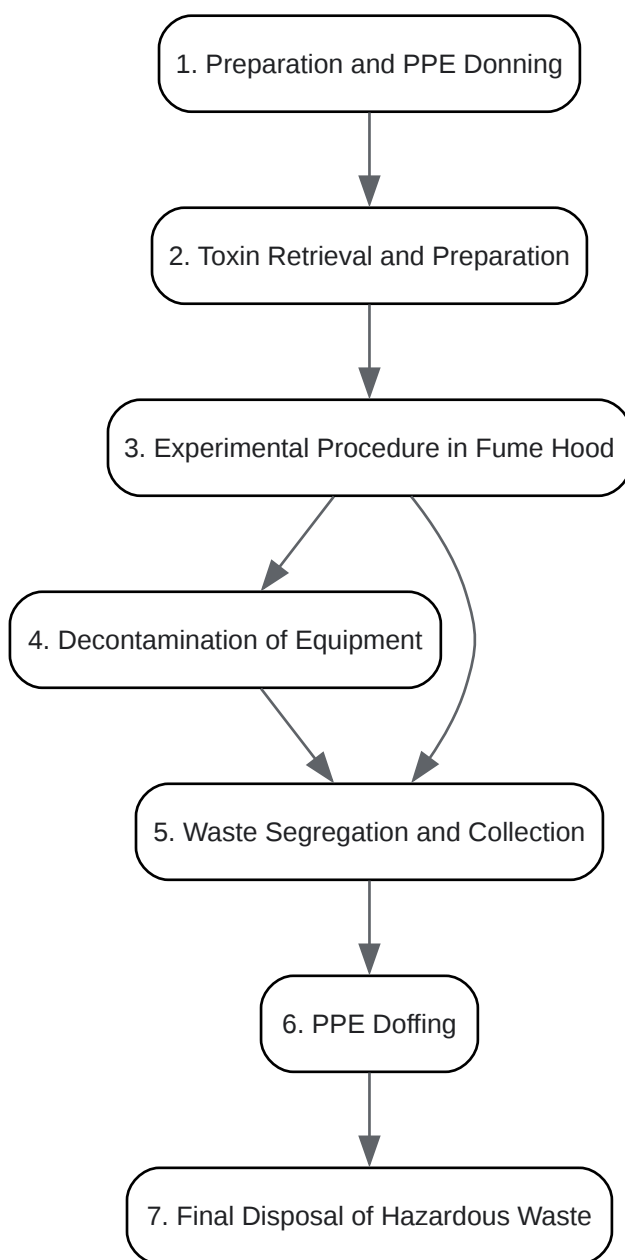 1. Preparation and PPE Donning
2. Toxin Retrieval and Preparation
3. Experimental Procedure in Fume Hood
4. Decontamination of Equipment
5. Waste Segregation and Collection
6. PPE Doffing
7. Final Disposal of Hazardous Waste